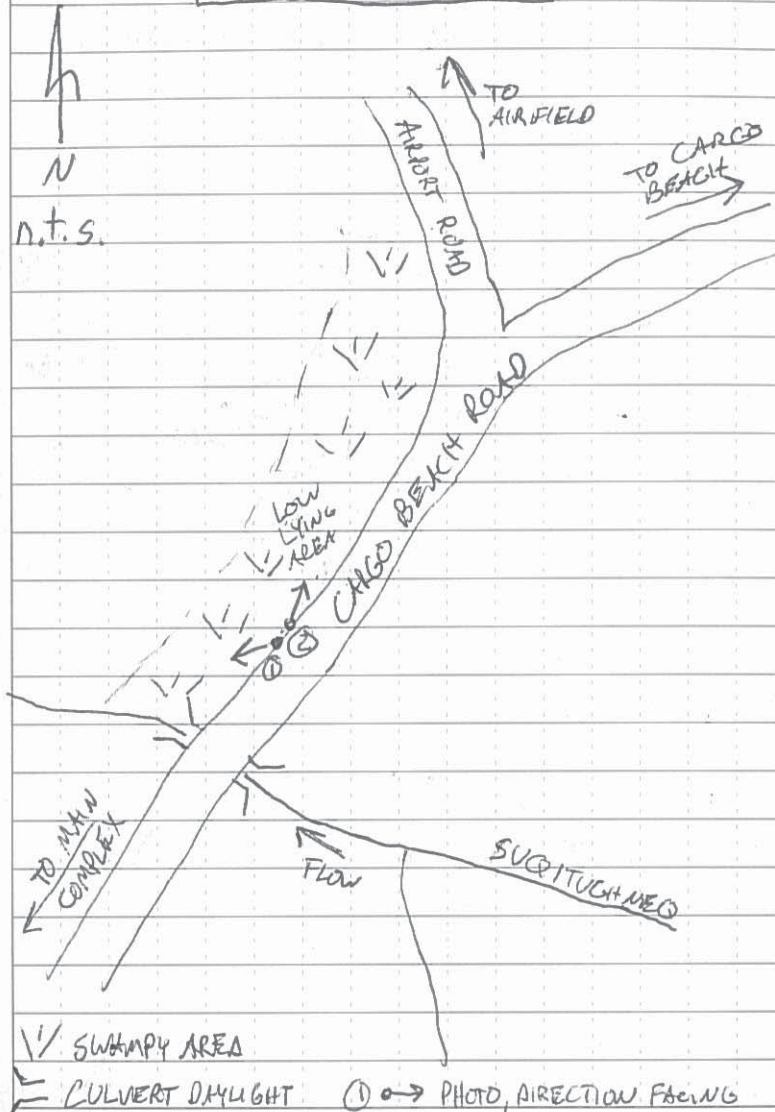 N
n.t.s.
TO
AIRFIELD
AIRPORT ROAD
TO CARGO
BEACH
CARGO BEACH ROAD
LOW
LYING
AREA
① ②
TO MAIN
COMPLEX
FLOW
SUQITUGHNEQ
SWAMPY AREA
CULVERT DAYLIGHT
① PHOTO, DIRECTION FACING